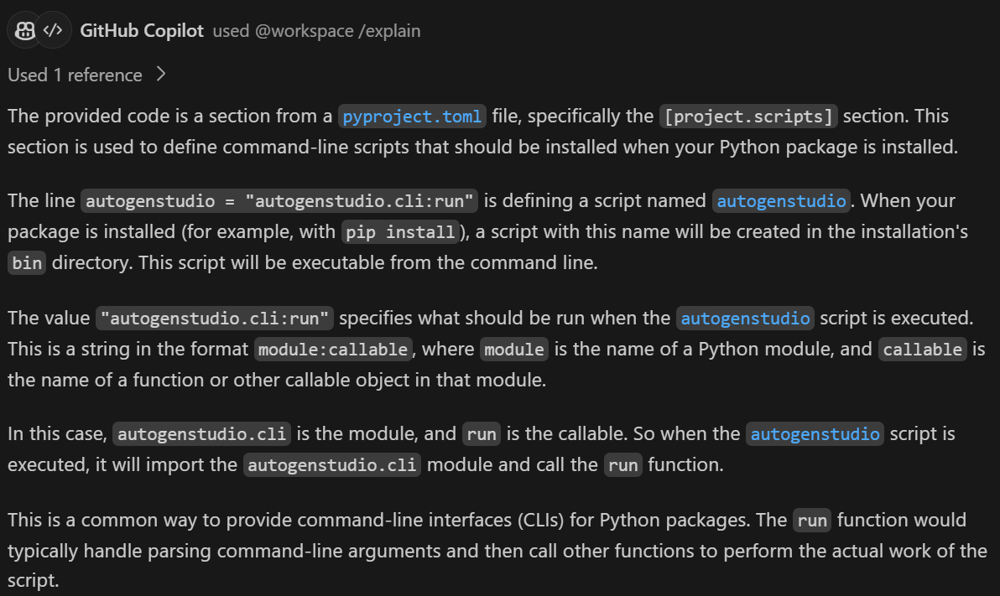 GitHub Copilot used @workspace /explain
Used 1 reference
The provided code is a section from a pyproject.toml file, specifically the [project.scripts] section. This
section is used to define command-line scripts that should be installed when your Python package is installed.
The line autogenstudio = "autogenstudio.cli:run" is defining a script named autogenstudio. When your
package is installed (for example, with pip install), a script with this name will be created in the installation's
bin directory. This script will be executable from the command line.
The value "autogenstudio.cli:run" specifies what should be run when the autogenstudio script is executed.
This is a string in the format module:callable, where module is the name of a Python module, and callable is
the name of a function or other callable object in that module.
In this case, autogenstudio.cli is the module, and run is the callable. So when the autogenstudio script is
executed, it will import the autogenstudio.cli module and call the run function.
This is a common way to provide command-line interfaces (CLIs) for Python packages. The run function would
typically handle parsing command-line arguments and then call other functions to perform the actual work of the
script.